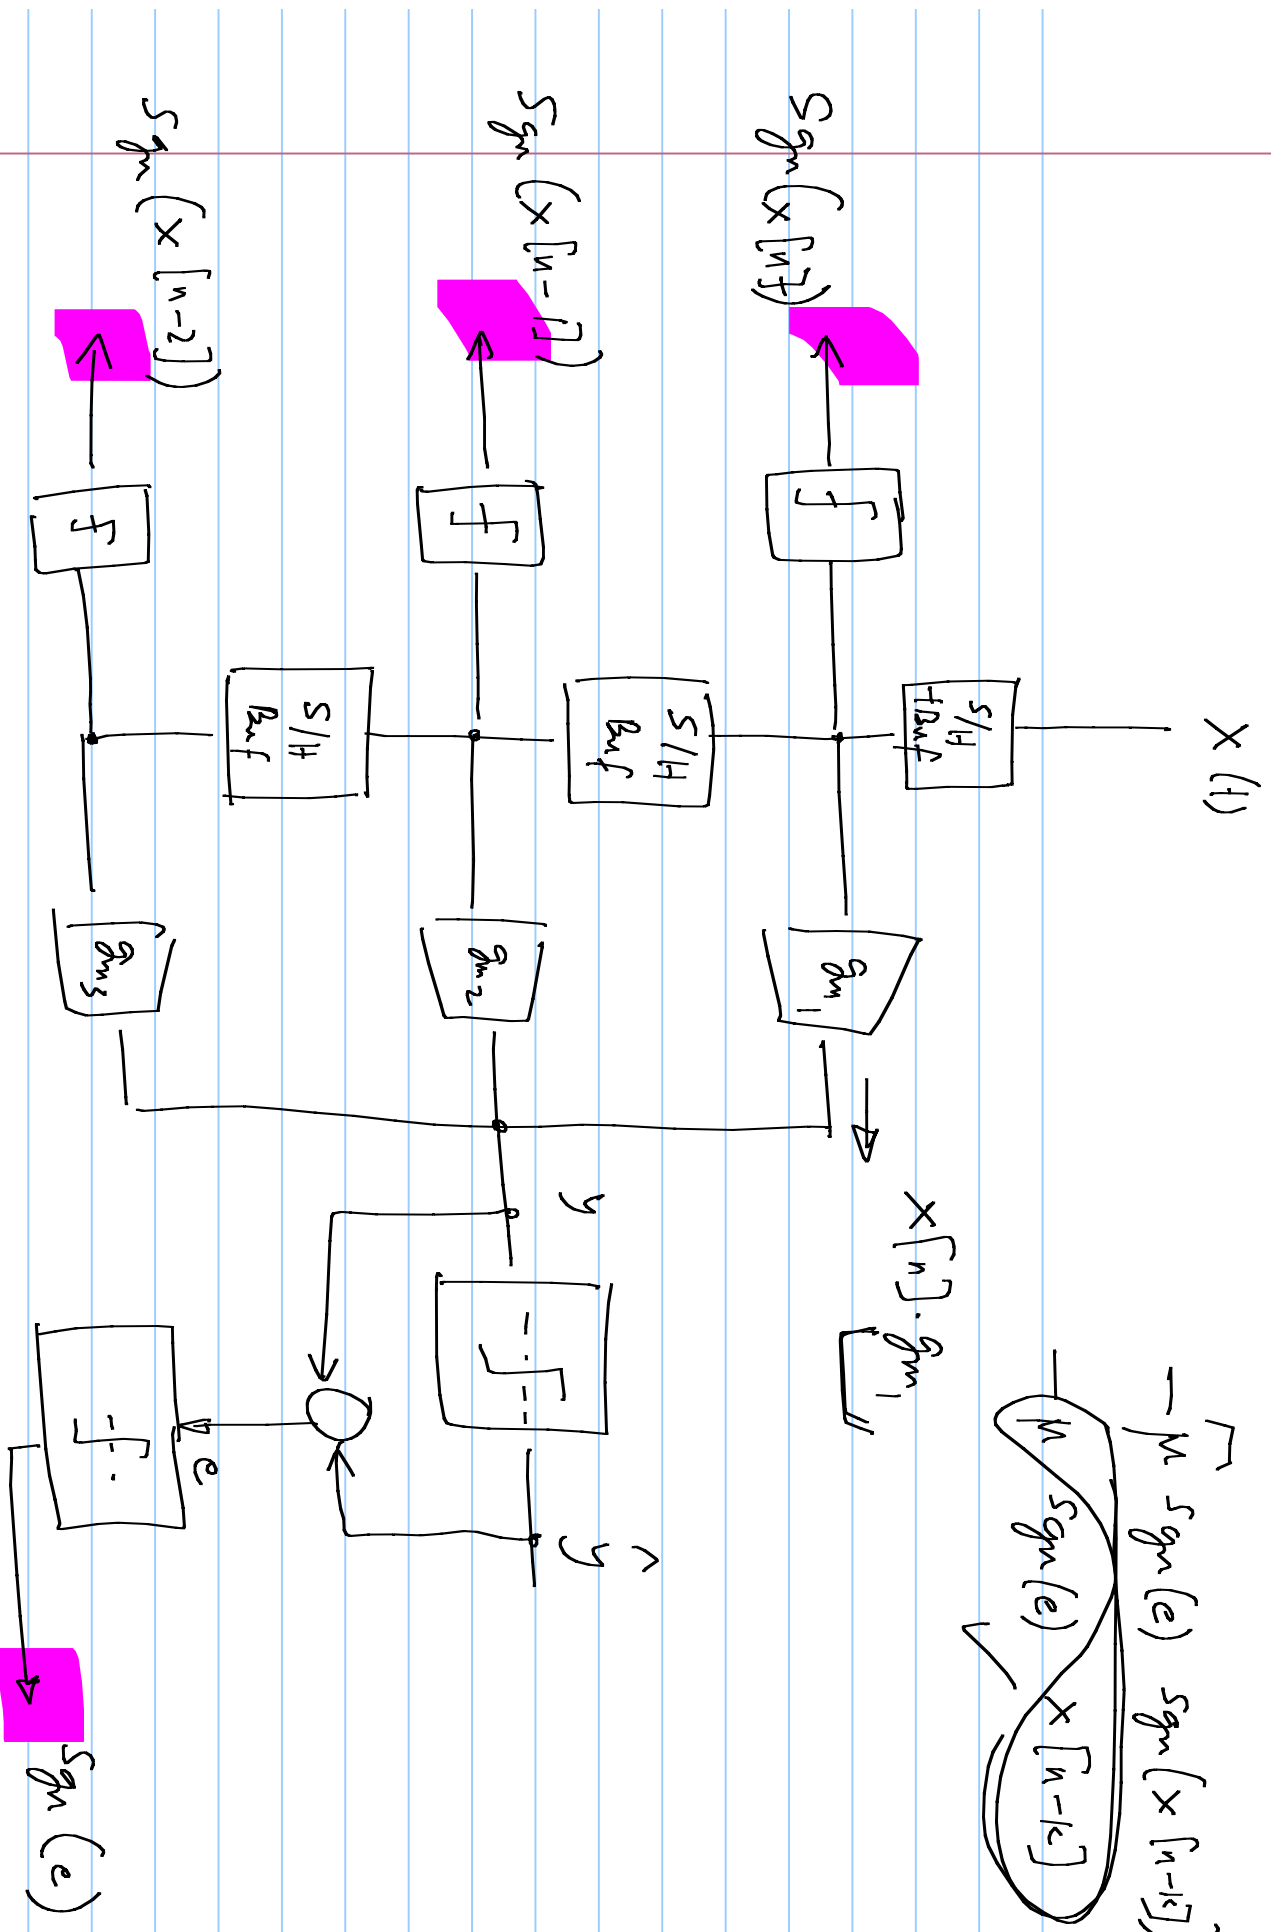 X(t)
S/H
+Buf
S/H
Buf
S/H
Buf
Sgn (x[n])
Sgn (x[n-1])
Sgn (x[n-2])
gm1
gm2
gm3
x[n].gm1
y
ŷ
e
Sgn (e)
- μ sgn (e) sgn (x[n-k])
- μ sgn (e) x[n-k]